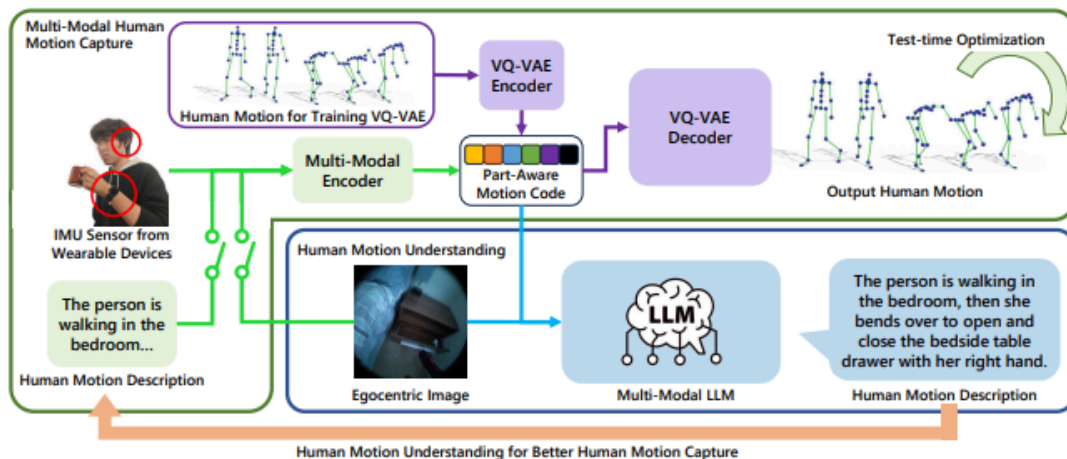 Multi-Modal Human
Motion Capture
Human Motion for Training VQ-VAE
VQ-VAE
Encoder
VQ-VAE
Decoder
Test-time Optimization
Output Human Motion
Multi-Modal
Encoder
Part-Aware
Motion Code
IMU Sensor from
Wearable Devices
The person is
walking in the
bedroom...
Human Motion Description
Human Motion Understanding
Egocentric Image
LLM
Multi-Modal LLM
The person is walking in
the bedroom, then she
bends over to open and
close the bedside table
drawer with her right hand.
Human Motion Description
Human Motion Understanding for Better Human Motion Capture